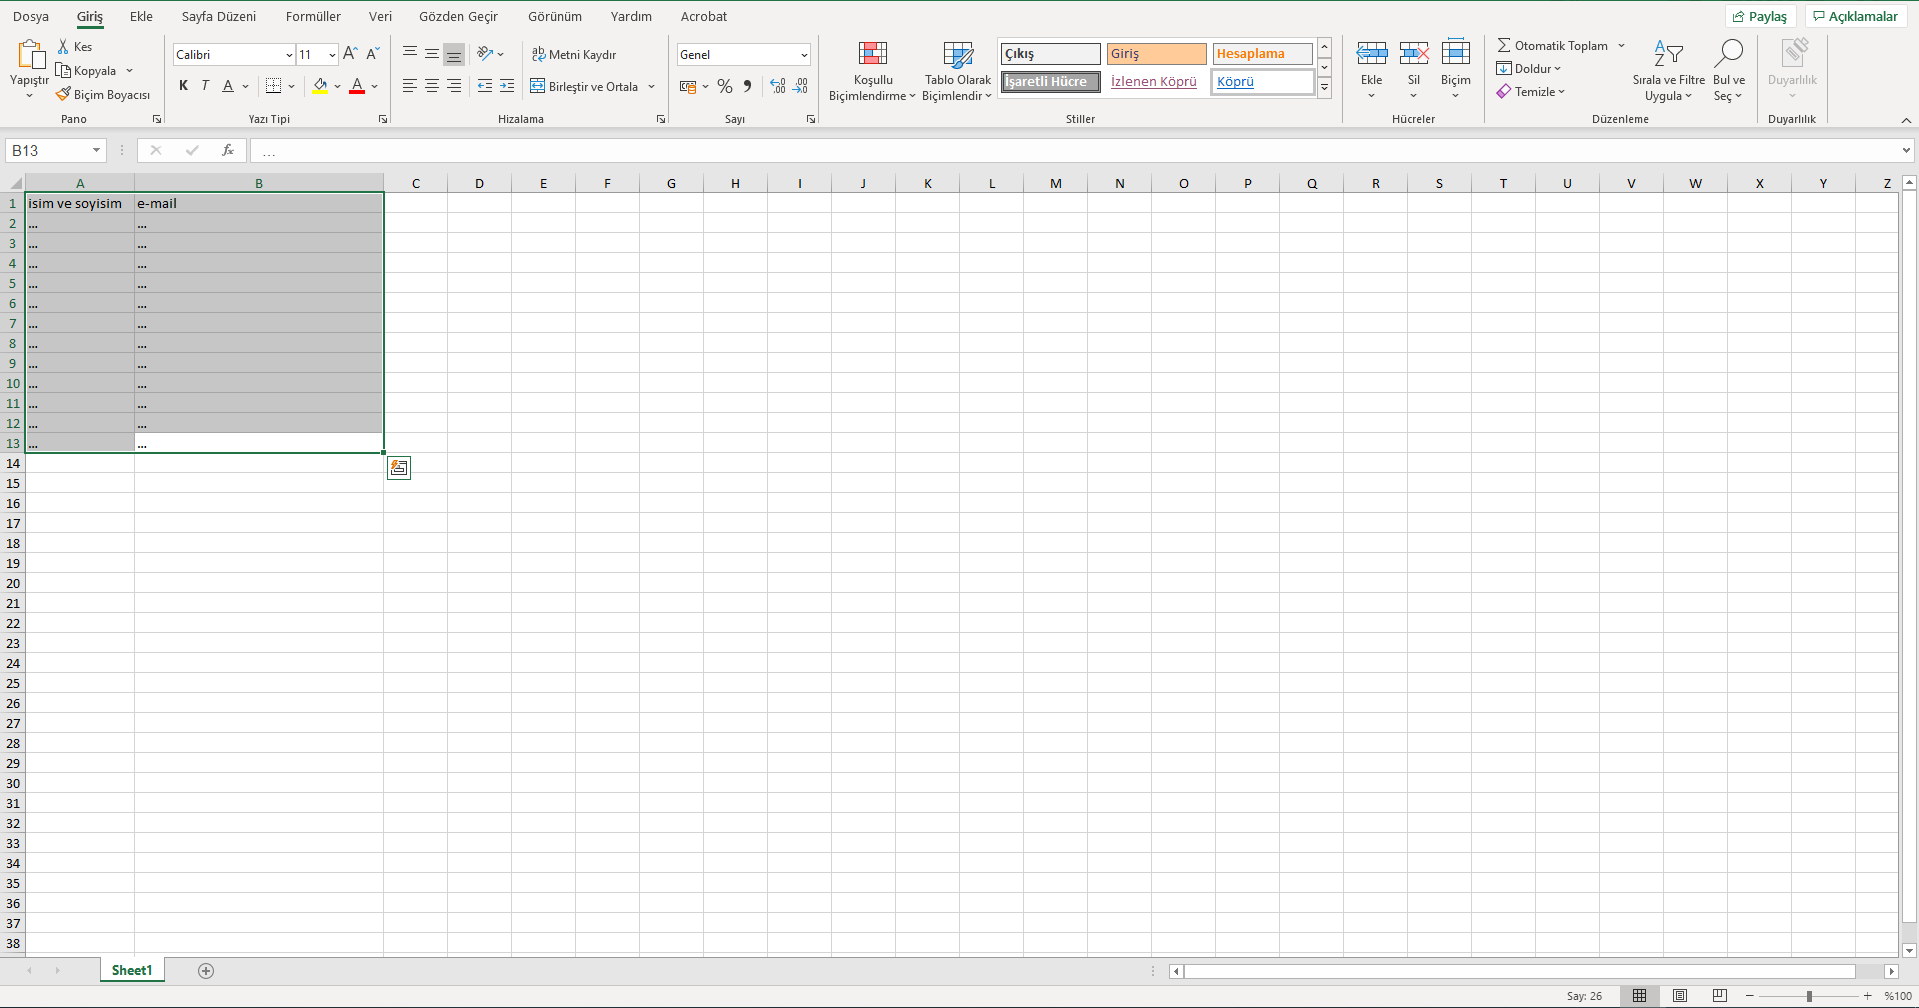 Dosya Giriş Ekle Sayfa Düzeni Formüller Veri Gözden Geçir Görünüm Yardım Acrobat Paylaş Açıklamalar
Yapıştır
Kes
Kopyala
Biçim Boyacısı
Pano
Calibri 11
K T A
Yazı Tipi
Metni Kaydır
Birleştir ve Ortala
Hizalama
Genel
Sayı
Koşullu Biçimlendirme
Tablo Olarak Biçimlendir
Çıkış Giriş Hesaplama
İşaretli Hücre İzlenen Köprü Köprü
Stiller
Ekle Sil Biçim
Hücreler
Otomatik Toplam
Doldur
Temizle
Sırala ve Filtre Uygula
Bul ve Seç
Düzenleme
Duyarlılık
Duyarlılık
B13 fx ...
A B C D E F G H I J K L M N O P Q R S T U V W X Y Z
1 isim ve soyisim e-mail
2 ... ...
3 ... ...
4 ... ...
5 ... ...
6 ... ...
7 ... ...
8 ... ...
9 ... ...
10 ... ...
11 ... ...
12 ... ...
13 ... ...
14
15
16
17
18
19
20
21
22
23
24
25
26
27
28
29
30
31
32
33
34
35
36
37
38
Sheet1
Say: 26 %100